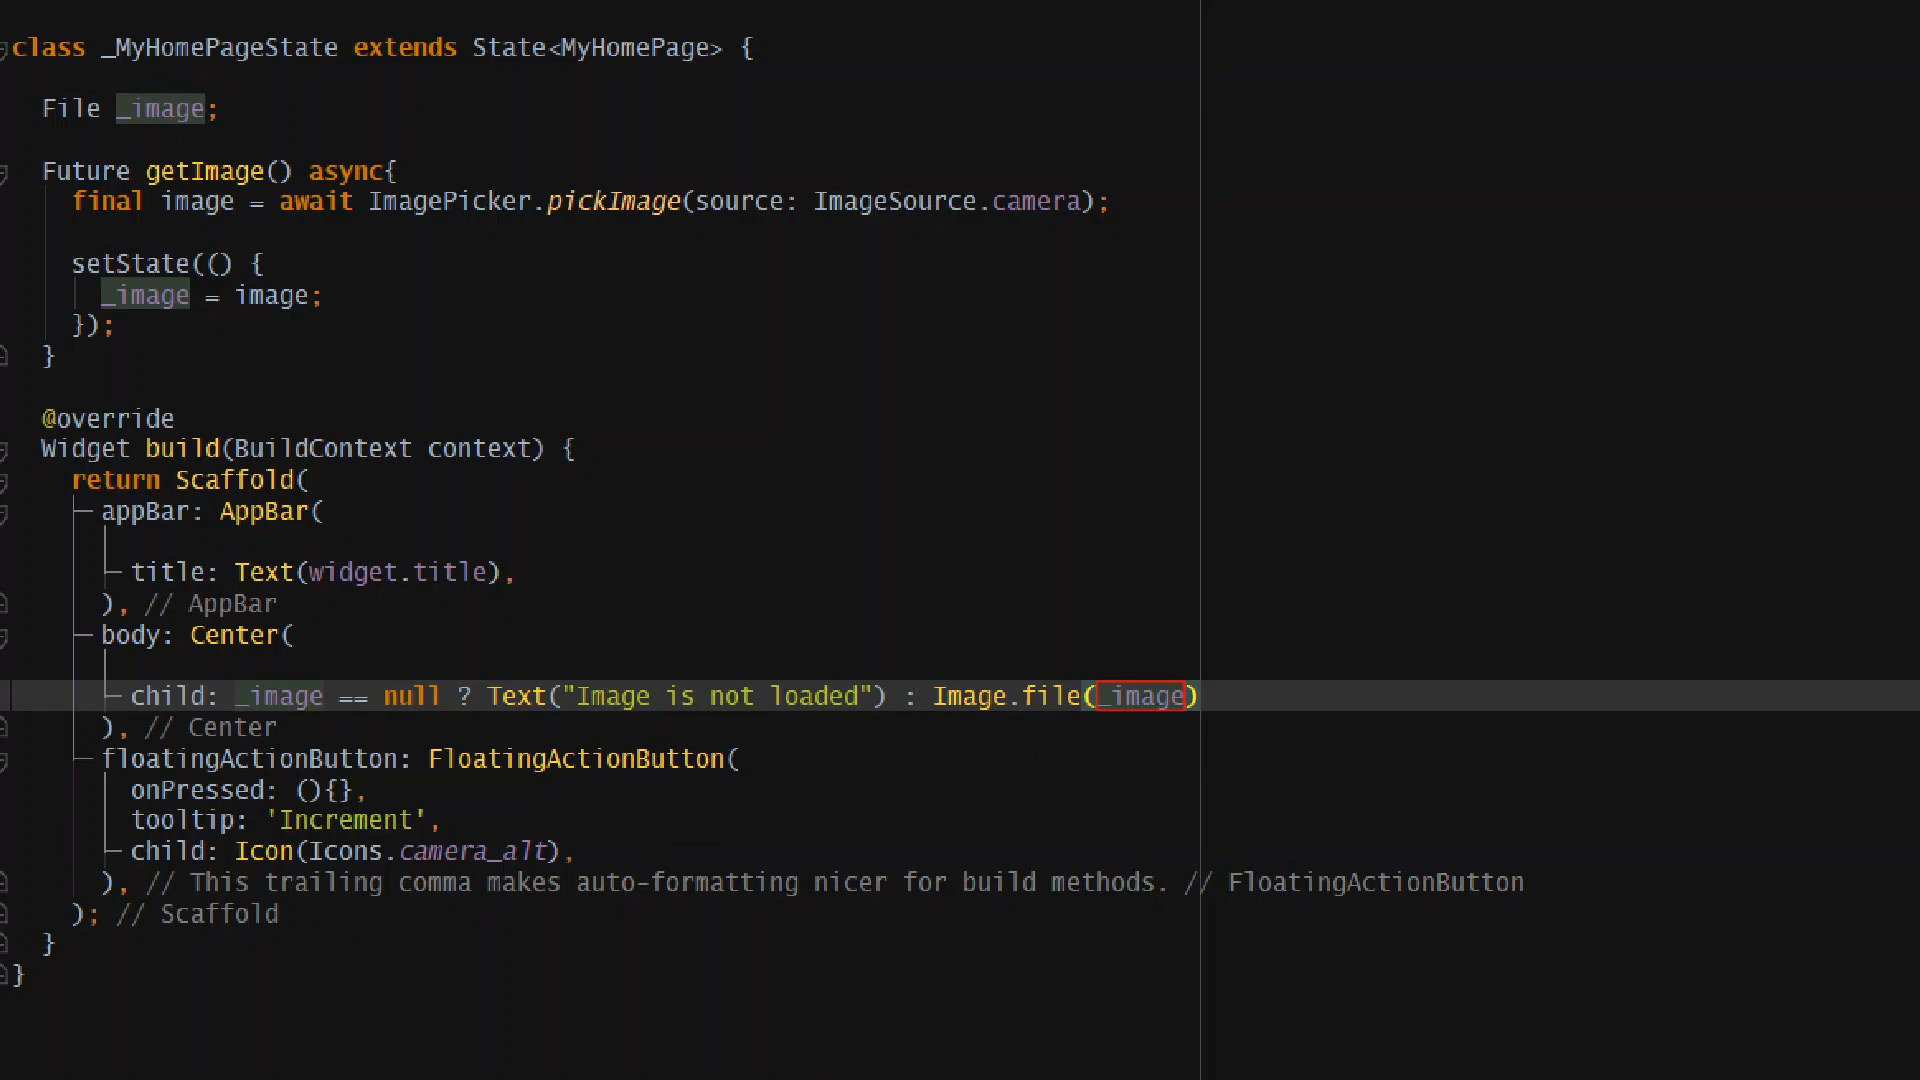 class _MyHomePageState extends State<MyHomePage> {
File _image;
Future getImage() async{
final image = await ImagePicker.pickImage(source: ImageSource.camera);
setState(() {
_image = image;
});
}
@override
Widget build(BuildContext context) {
return Scaffold(
appBar: AppBar(
title: Text(widget.title),
), // AppBar
body: Center(
child: _image == null ? Text("Image is not loaded") : Image.file(_image)
), // Center
floatingActionButton: FloatingActionButton(
onPressed: (){},
tooltip: 'Increment',
child: Icon(Icons.camera_alt),
), // This trailing comma makes auto-formatting nicer for build methods. // FloatingActionButton
); // Scaffold
}
}